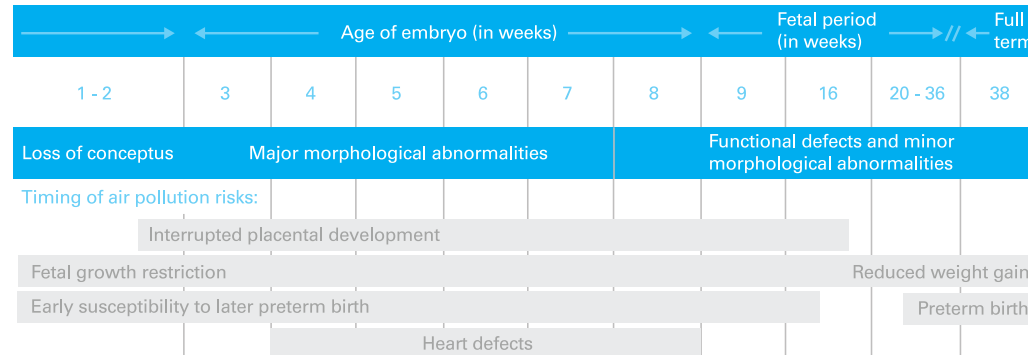 Age of embryo (in weeks)
Fetal period
(in weeks)
Full
term
1 - 2 3 4 5 6 7 8 9 16 20 - 36 38
Loss of conceptus
Major morphological abnormalities
Functional defects and minor
morphological abnormalities
Timing of air pollution risks:
Interrupted placental development
Fetal growth restriction
Reduced weight gain
Early susceptibility to later preterm birth
Preterm birth
Heart defects